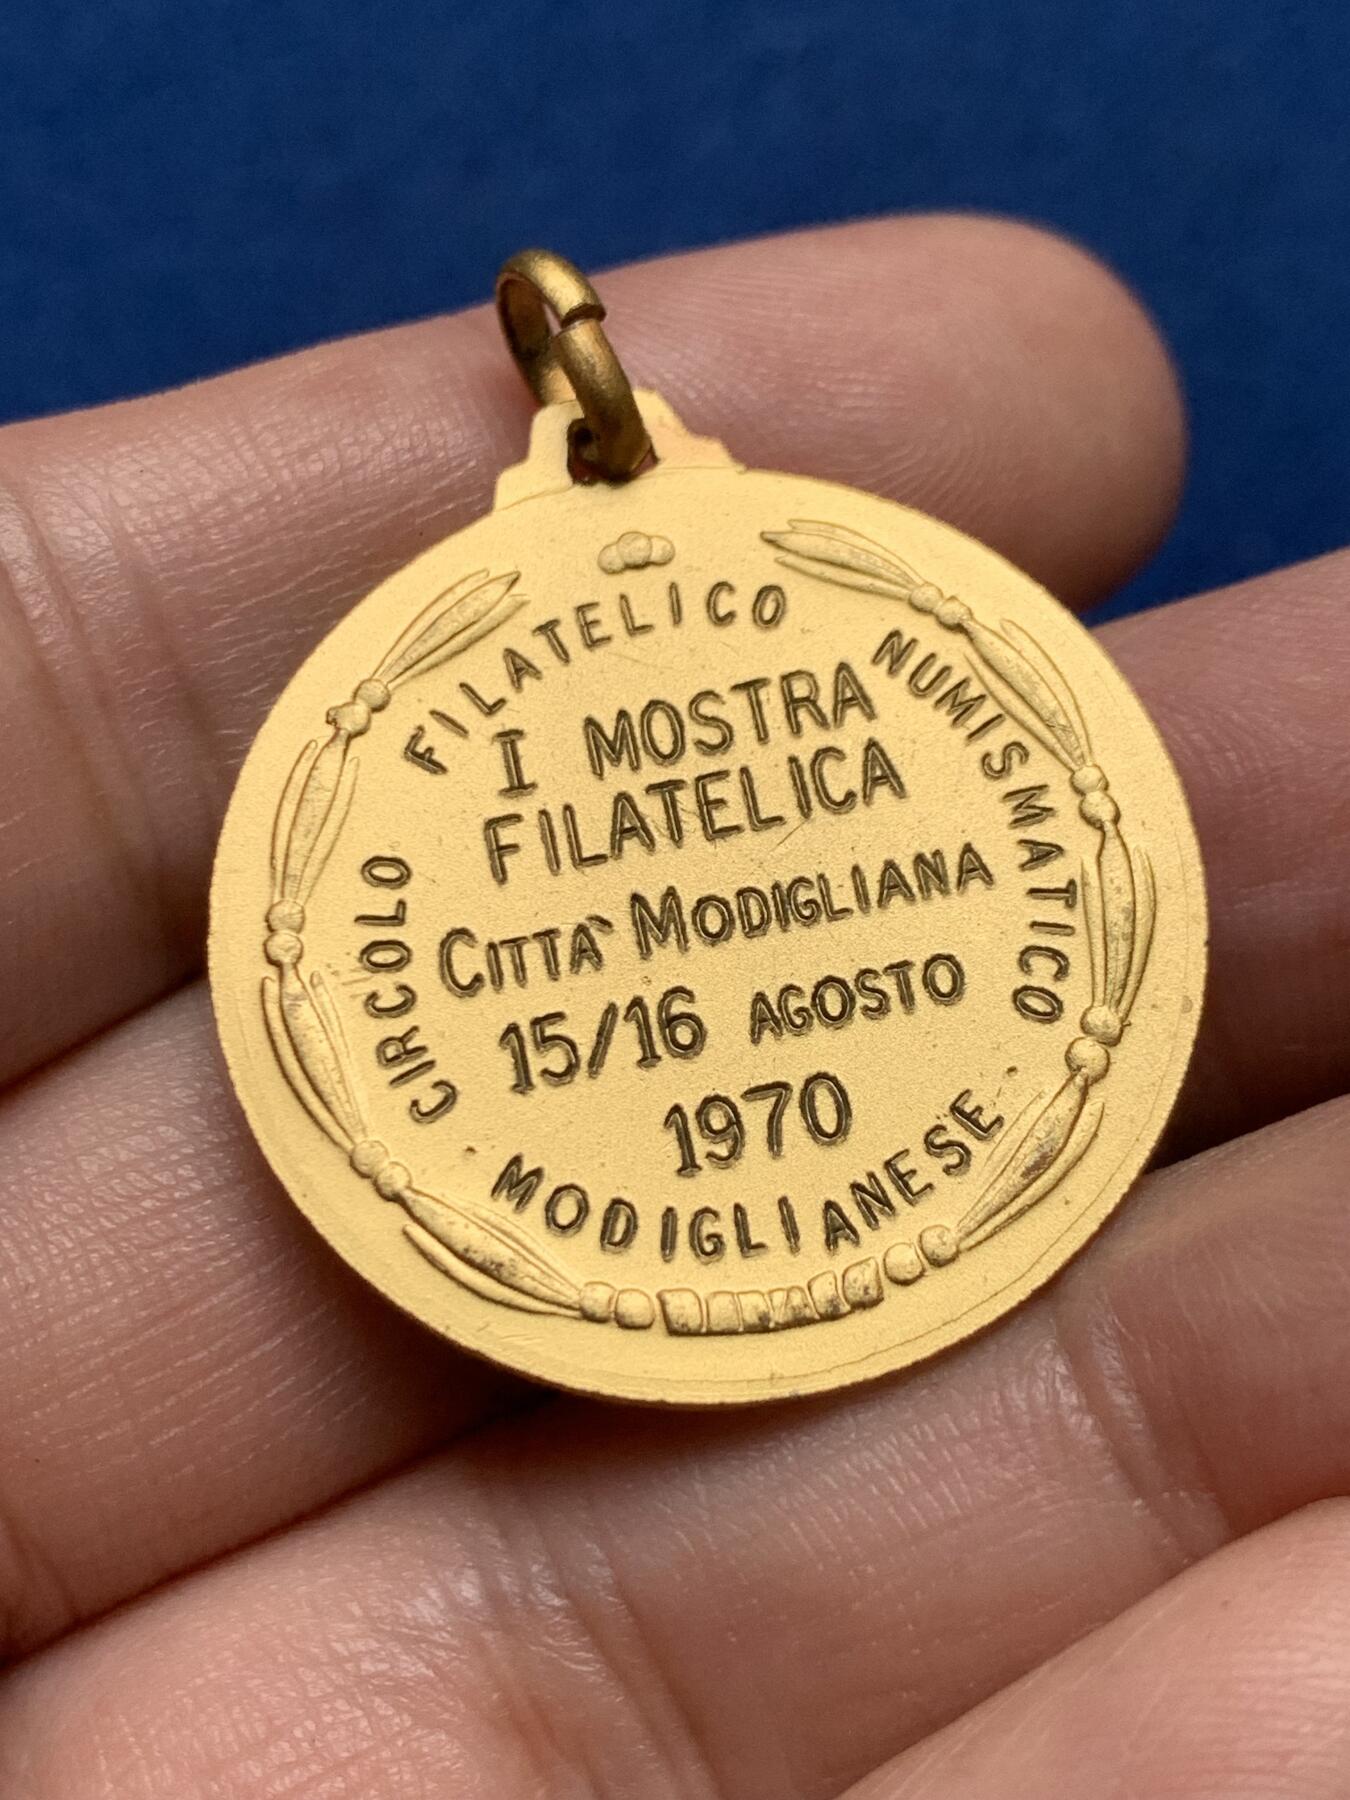 CIRCOLO FILATELICO NUMISMATICO
I MOSTRA
FILATELICA
CITTÀ MODIGLIANA
15/16 AGOSTO
1970
MODIGLIANESE